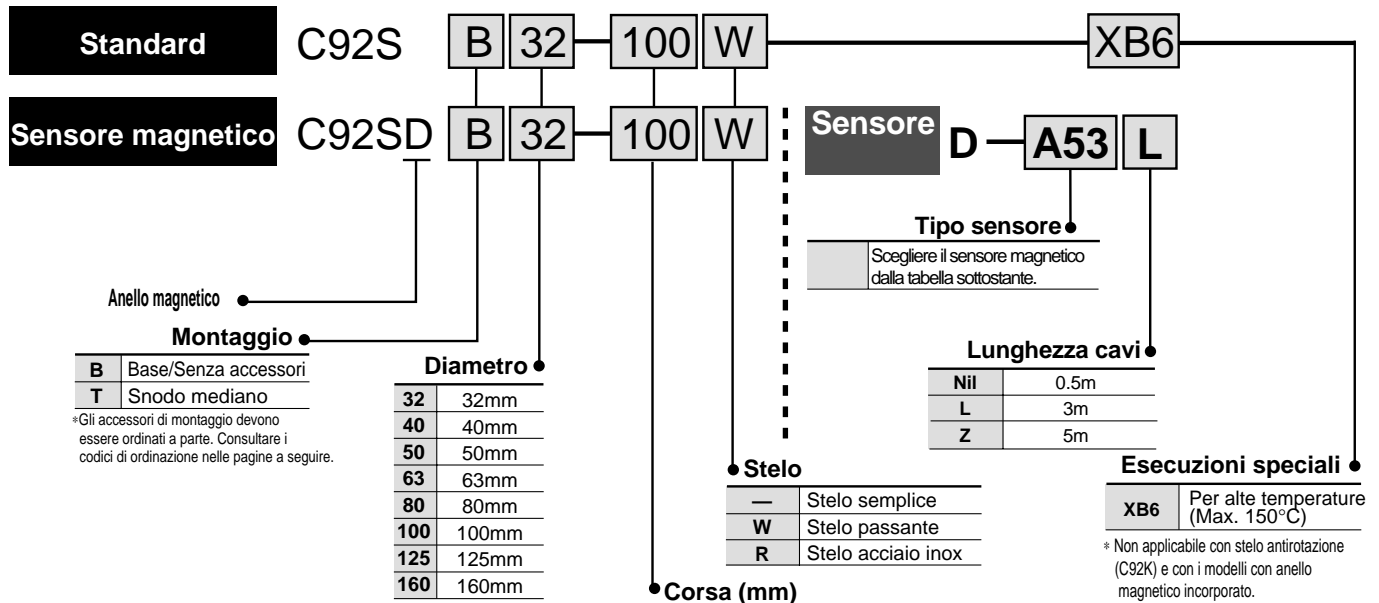 Standard C92S B 32 — 100 W — XB6
Sensore magnetico C92SD B 32 — 100 W
Sensore D — A53 L
Tipo sensore
Scegliere il sensore magnetico
dalla tabella sottostante.
Anello magnetico
Montaggio
B Base/Senza accessori
T Snodo mediano
*Gli accessori di montaggio devono
essere ordinati a parte. Consultare i
codici di ordinazione nelle pagine a seguire.
Diametro
32 32mm
40 40mm
50 50mm
63 63mm
80 80mm
100 100mm
125 125mm
160 160mm
Lunghezza cavi
Nil 0.5m
L 3m
Z 5m
Stelo
— Stelo semplice
W Stelo passante
R Stelo acciaio inox
Corsa (mm)
Esecuzioni speciali
XB6 Per alte temperature
(Max. 150°C)
* Non applicabile con stelo antirotazione
(C92K) e con i modelli con anello
magnetico incorporato.